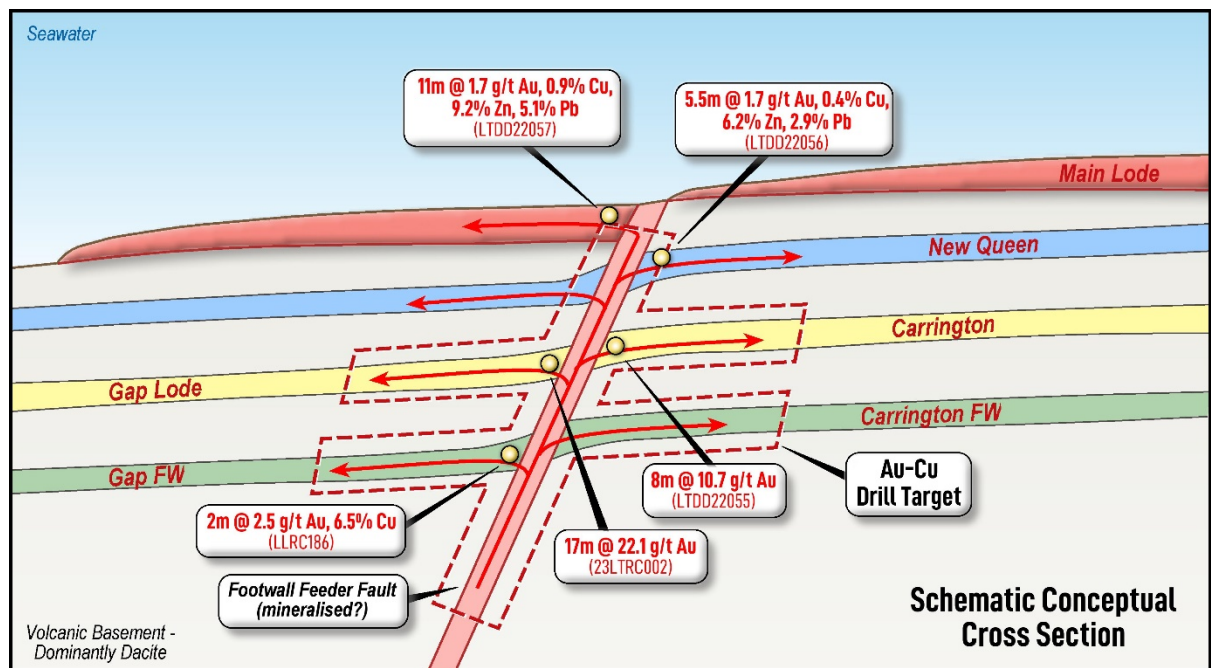 Seawater
11m @ 1.7 g/t Au, 0.9% Cu,
9.2% Zn, 5.1% Pb
(LTDD22057)
5.5m @ 1.7 g/t Au, 0.4% Cu,
6.2% Zn, 2.9% Pb
(LTDD22056)
Main Lode
New Queen
Carrington
Gap Lode
Carrington FW
Gap FW
8m @ 10.7 g/t Au
(LTDD22055)
Au-Cu
Drill Target
2m @ 2.5 g/t Au, 6.5% Cu
(LLRC186)
17m @ 22.1 g/t Au
(23LTRC002)
Footwall Feeder Fault
(mineralised?)
Schematic Conceptual
Cross Section
Volcanic Basement -
Dominantly Dacite